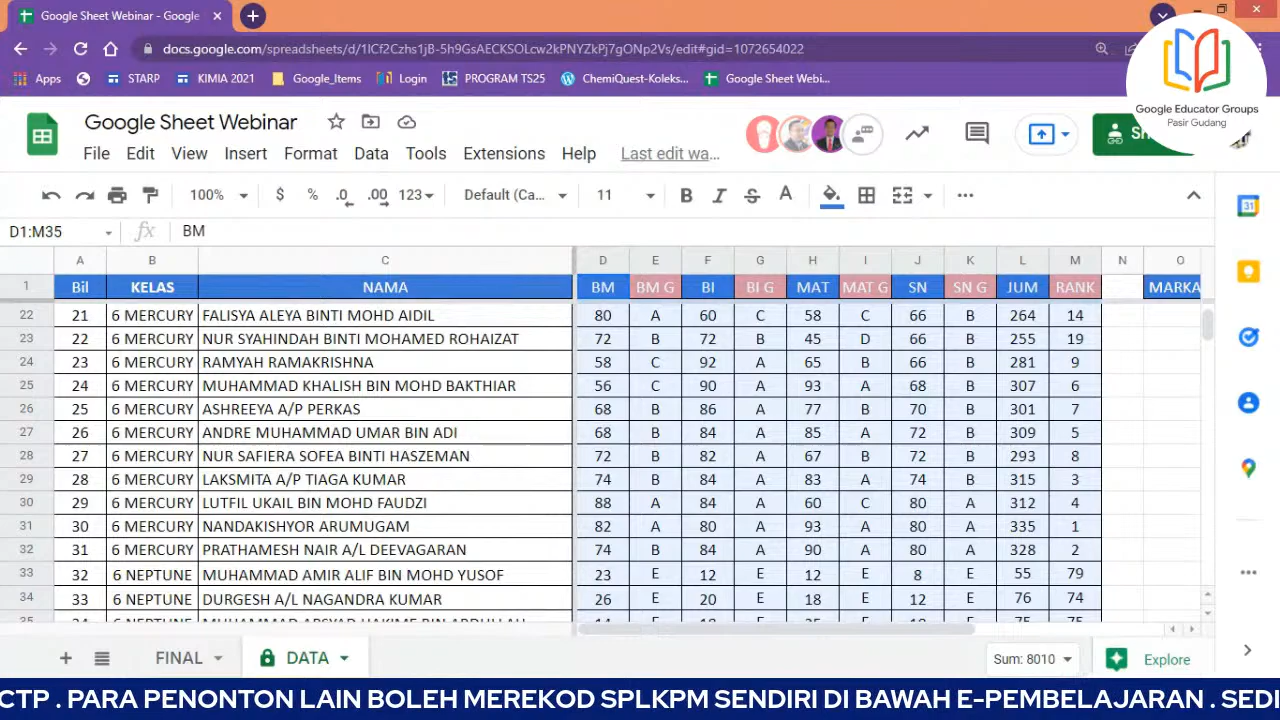 Google Sheet Webinar - Google
docs.google.com/spreadsheets/d/1lCf2Czhs1jB-5h9GsAECKSOLcw2kPNYZkPj7gONp2Vs/edit#gid=1072654022
Apps STARP KIMIA 2021 Google_Items Login PROGRAM TS25 ChemiQuest-Koleks... Google Sheet Webi...
Google Educator Groups
Pasir Gudang
Google Sheet Webinar
File Edit View Insert Format Data Tools Extensions Help Last edit wa...
100% $ % .0 .00 123 Default (Ca... 11 B I S A ...
D1:M35 fx BM
A B C D E F G H I J K L M N O
1 Bil KELAS NAMA BM BM G BI BI G MAT MAT G SN SN G JUM RANK MARKA
22 21 6 MERCURY FALISYA ALEYA BINTI MOHD AIDIL 80 A 60 C 58 C 66 B 264 14
23 22 6 MERCURY NUR SYAHINDAH BINTI MOHAMED ROHAIZAT 72 B 72 B 45 D 66 B 255 19
24 23 6 MERCURY RAMYAH RAMAKRISHNA 58 C 92 A 65 B 66 B 281 9
25 24 6 MERCURY MUHAMMAD KHALISH BIN MOHD BAKTHIAR 56 C 90 A 93 A 68 B 307 6
26 25 6 MERCURY ASHREEYA A/P PERKAS 68 B 86 A 77 B 70 B 301 7
27 26 6 MERCURY ANDRE MUHAMMAD UMAR BIN ADI 68 B 84 A 85 A 72 B 309 5
28 27 6 MERCURY NUR SAFIERA SOFEA BINTI HASZEMAN 72 B 82 A 67 B 72 B 293 8
29 28 6 MERCURY LAKSMITA A/P TIAGA KUMAR 74 B 84 A 83 A 74 B 315 3
30 29 6 MERCURY LUTFIL UKAIL BIN MOHD FAUDZI 88 A 84 A 60 C 80 A 312 4
31 30 6 MERCURY NANDAKISHYOR ARUMUGAM 82 A 80 A 93 A 80 A 335 1
32 31 6 MERCURY PRATHAMESH NAIR A/L DEEVAGARAN 74 B 84 A 90 A 80 A 328 2
33 32 6 NEPTUNE MUHAMMAD AMIR ALIF BIN MOHD YUSOF 23 E 12 E 12 E 8 E 55 79
34 33 6 NEPTUNE DURGESH A/L NAGANDRA KUMAR 26 E 20 E 18 E 12 E 76 74
FINAL DATA Sum: 8010 Explore
CTP . PARA PENONTON LAIN BOLEH MEREKOD SPLKPM SENDIRI DI BAWAH E-PEMBELAJARAN . SEDI